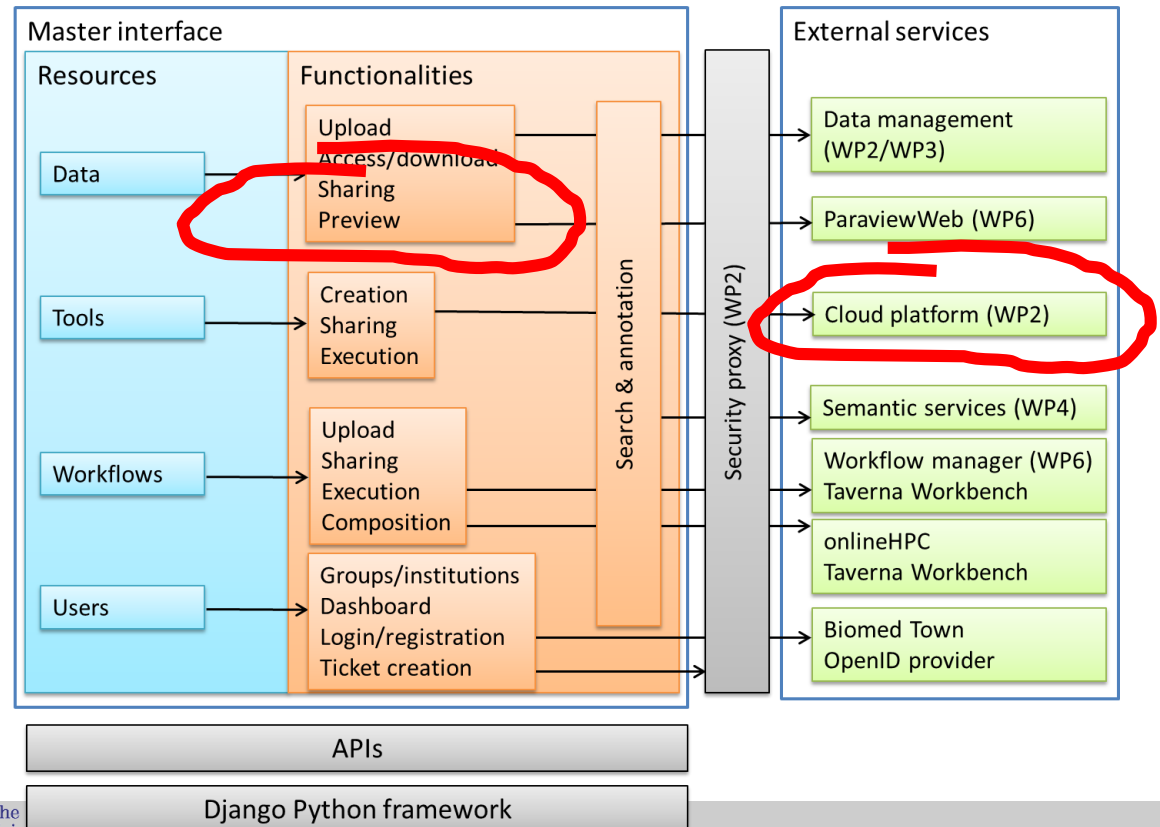 Master interface
Resources
Functionalities
Data
Tools
Workflows
Users
Upload
Access/download
Sharing
Preview
Creation
Sharing
Execution
Upload
Sharing
Execution
Composition
Groups/institutions
Dashboard
Login/registration
Ticket creation
Search & annotation
Security proxy (WP2)
External services
Data management
(WP2/WP3)
ParaviewWeb (WP6)
Cloud platform (WP2)
Semantic services (WP4)
Workflow manager (WP6)
Taverna Workbench
onlineHPC
Taverna Workbench
Biomed Town
OpenID provider
APIs
Django Python framework
he